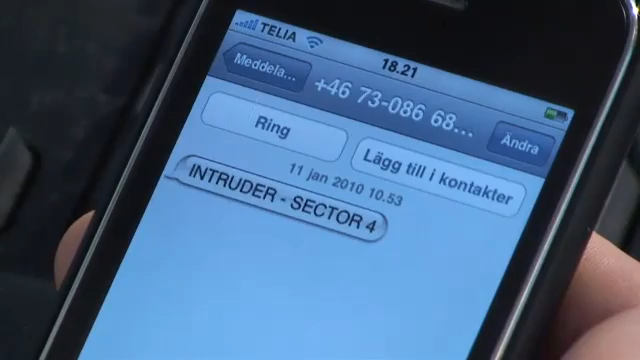 TELIA
18.21
Meddela...
+46 73-086 68...
Ändra
Ring
Lägg till i kontakter
11 jan 2010 10.53
INTRUDER - SECTOR 4